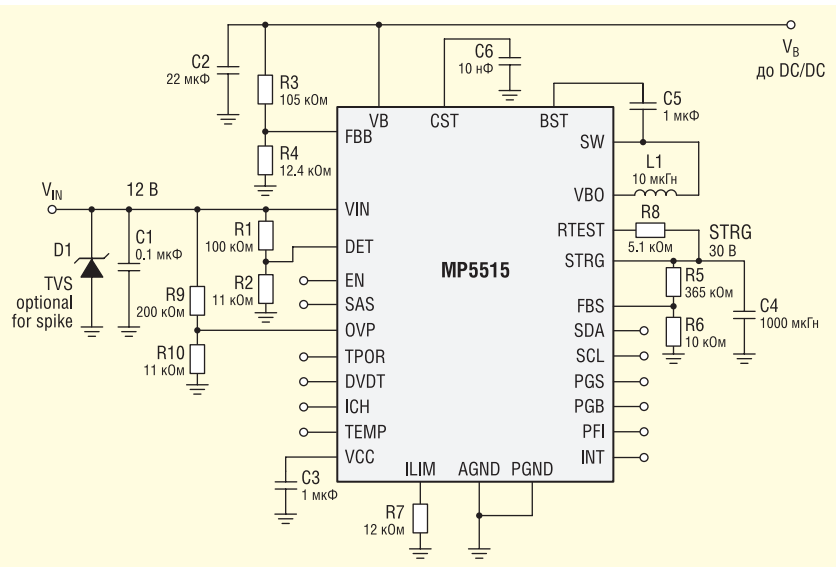 C2
22 мкФ
R3
105 кОм
R4
12.4 кОм
C6
10 нФ
V_B
до DC/DC
C5
1 мкФ
VB
CST
BST
FBB
SW
L1
10 мкГн
VBO
V_IN
12 В
VIN
R1
100 кОм
DET
R2
11 кОм
D1
TVS
optional
for spike
C1
0.1 мкФ
R9
200 кОм
R10
11 кОм
EN
SAS
OVP
TPOR
DVDT
ICH
TEMP
VCC
C3
1 мкФ
MP5515
RTEST
R8
5.1 кОм
STRG
30 В
STRG
R5
365 кОм
FBS
R6
10 кОм
C4
1000 мкГн
SDA
SCL
PGS
PGB
PFI
INT
ILIM
AGND
PGND
R7
12 кОм